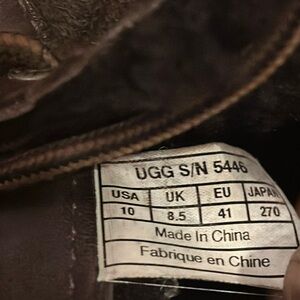 UGG S/N 5446
USA UK EU JAPAN
10 8.5 41 270
Made In China
Fabrique en Chine